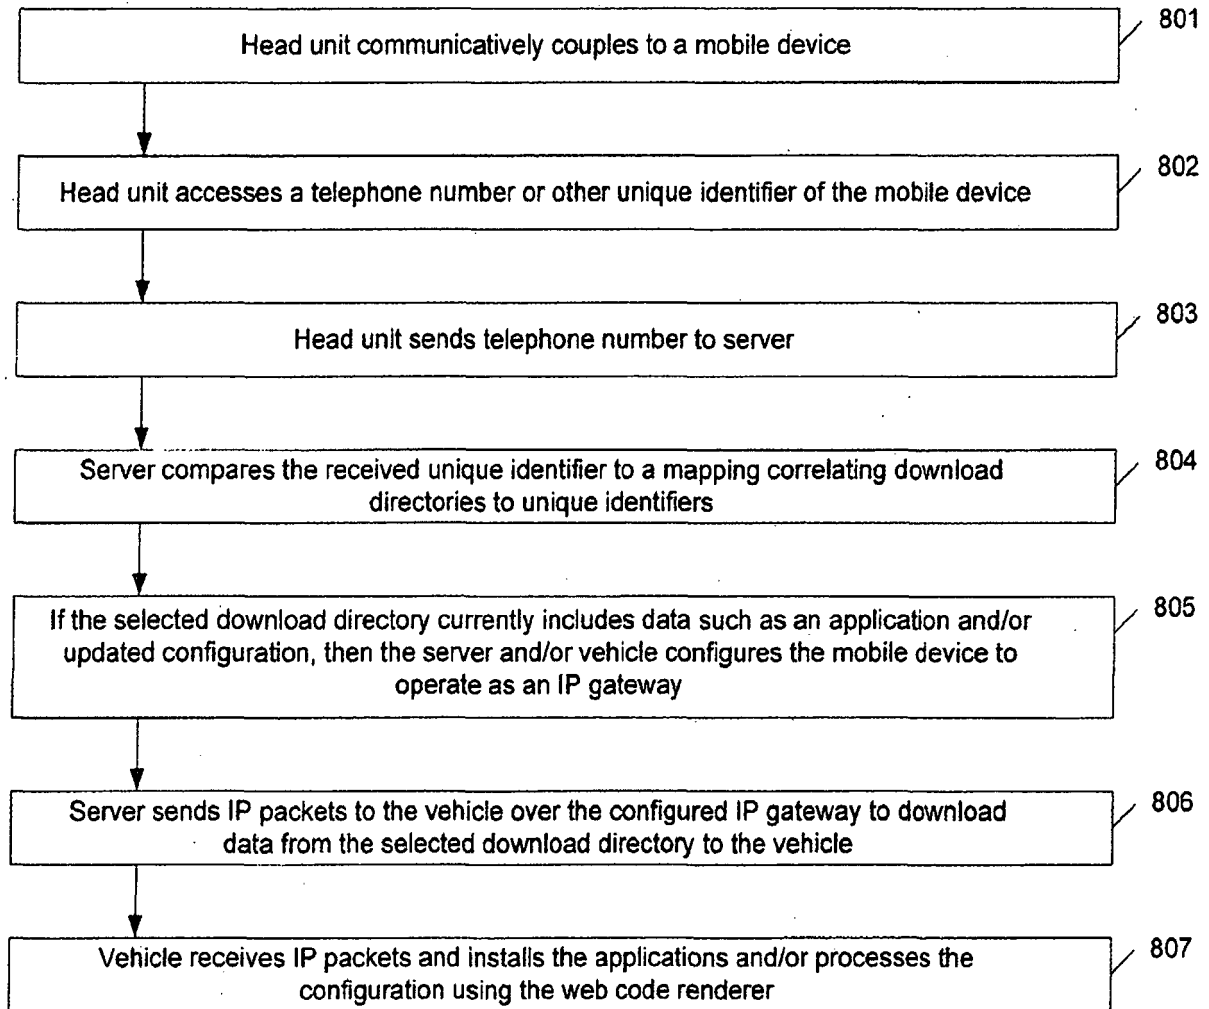 801
Head unit communicatively couples to a mobile device
802
Head unit accesses a telephone number or other unique identifier of the mobile device
803
Head unit sends telephone number to server
804
Server compares the received unique identifier to a mapping correlating download
directories to unique identifiers
805
If the selected download directory currently includes data such as an application and/or
updated configuration, then the server and/or vehicle configures the mobile device to
operate as an IP gateway
806
Server sends IP packets to the vehicle over the configured IP gateway to download
data from the selected download directory to the vehicle
807
Vehicle receives IP packets and installs the applications and/or processes the
configuration using the web code renderer